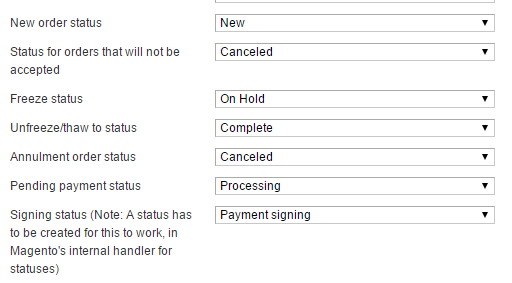 New order status New
Status for orders that will not be Canceled
accepted
Freeze status On Hold
Unfreeze/thaw to status Complete
Annulment order status Canceled
Pending payment status Processing
Signing status (Note: A status has Payment signing
to be created for this to work, in
Magento's internal handler for
statuses)